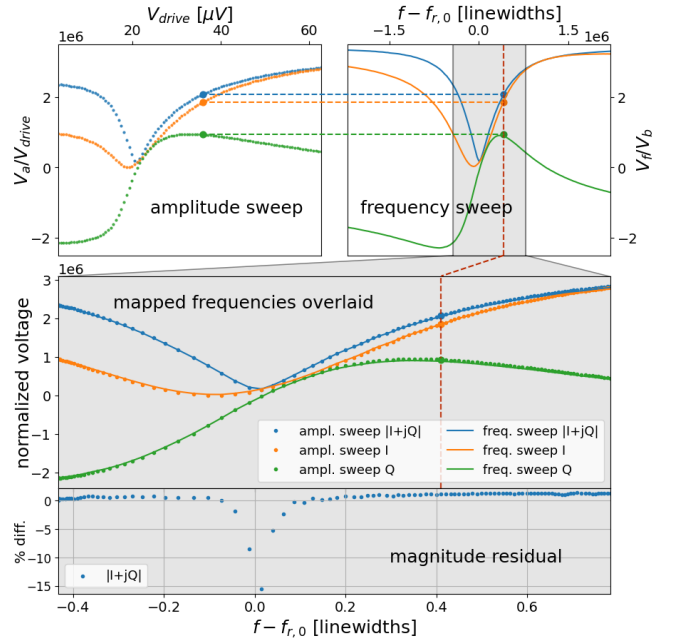 V_drive [μV]
f − f_r,0 [linewidths]
1e6 20 40 60
0.0 1.5 1e6
V_a/V_drive
2
0
−2
amplitude sweep
frequency sweep
2
0
−2
V_f/V_b
1e6
normalized voltage
3
2
1
0
−1
−2
mapped frequencies overlaid
ampl. sweep |I+jQ|
ampl. sweep I
ampl. sweep Q
freq. sweep |I+jQ|
freq. sweep I
freq. sweep Q
% diff.
0
−5
−10
−15
|I+jQ|
magnitude residual
−0.4 −0.2 0.0 0.2 0.4 0.6
f − f_r,0 [linewidths]